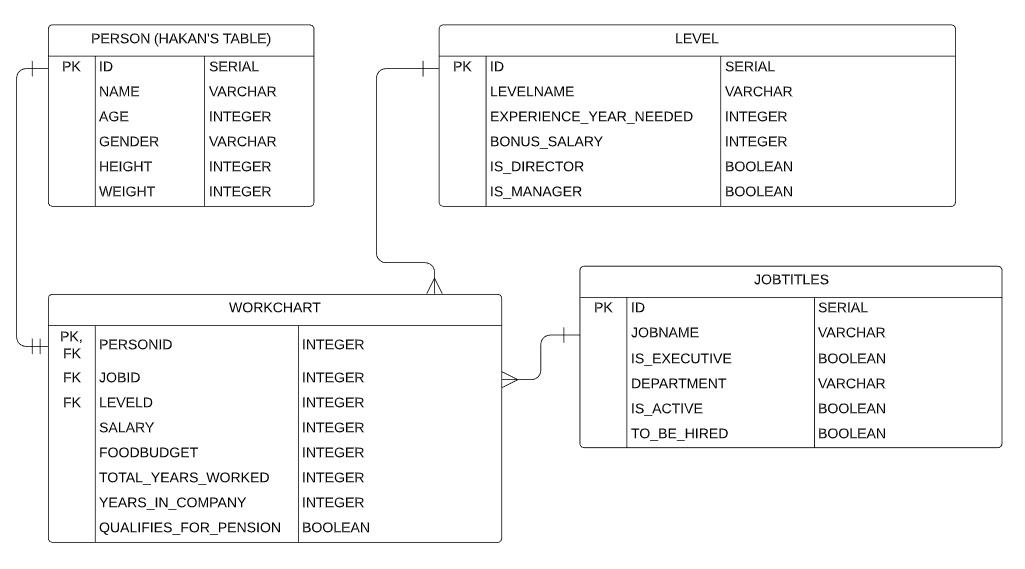 PERSON (HAKAN'S TABLE)
PK ID SERIAL
NAME VARCHAR
AGE INTEGER
GENDER VARCHAR
HEIGHT INTEGER
WEIGHT INTEGER
LEVEL
PK ID SERIAL
LEVELNAME VARCHAR
EXPERIENCE_YEAR_NEEDED INTEGER
BONUS_SALARY INTEGER
IS_DIRECTOR BOOLEAN
IS_MANAGER BOOLEAN
WORKCHART
PK, FK PERSONID INTEGER
FK JOBID INTEGER
FK LEVELD INTEGER
SALARY INTEGER
FOODBUDGET INTEGER
TOTAL_YEARS_WORKED INTEGER
YEARS_IN_COMPANY INTEGER
QUALIFIES_FOR_PENSION BOOLEAN
JOBTITLES
PK ID SERIAL
JOBNAME VARCHAR
IS_EXECUTIVE BOOLEAN
DEPARTMENT VARCHAR
IS_ACTIVE BOOLEAN
TO_BE_HIRED BOOLEAN